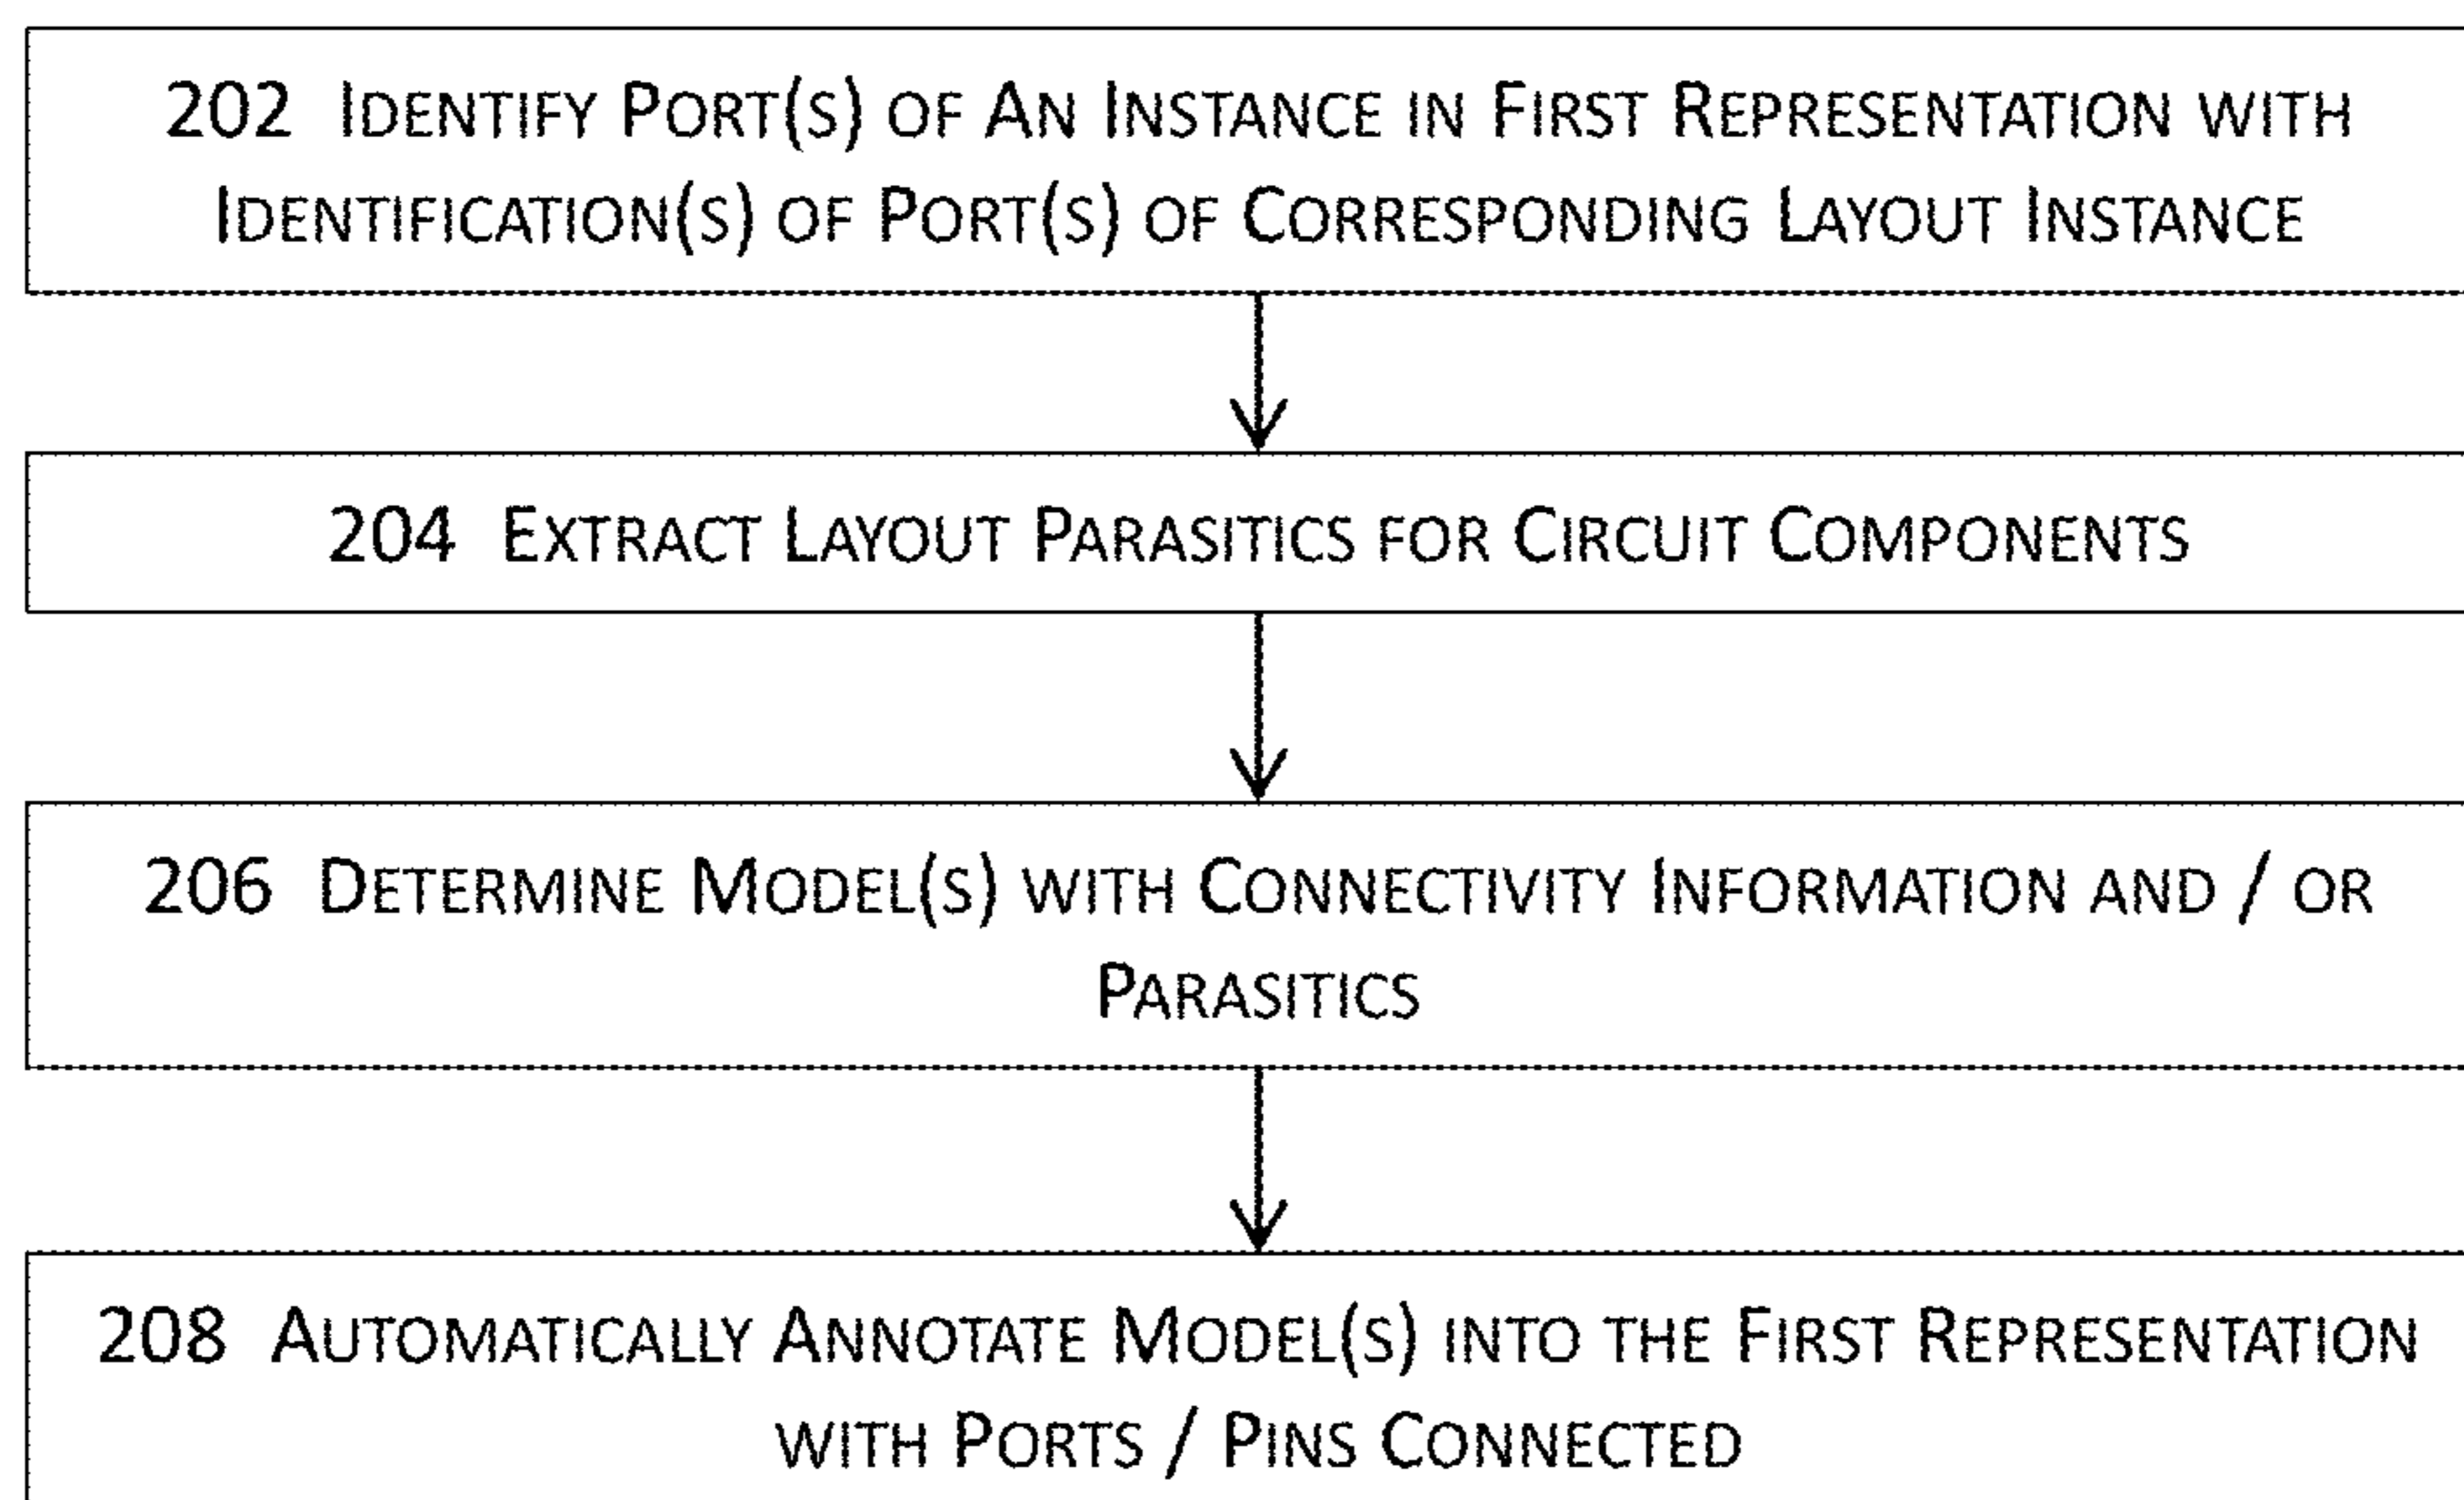 202 Identify Port(s) of An Instance in First Representation with
Identification(s) of Port(s) of Corresponding Layout Instance
204 Extract Layout Parasitics for Circuit Components
206 Determine Model(s) with Connectivity Information and / or
Parasitics
208 Automatically Annotate Model(s) into the First Representation
with Ports / Pins Connected